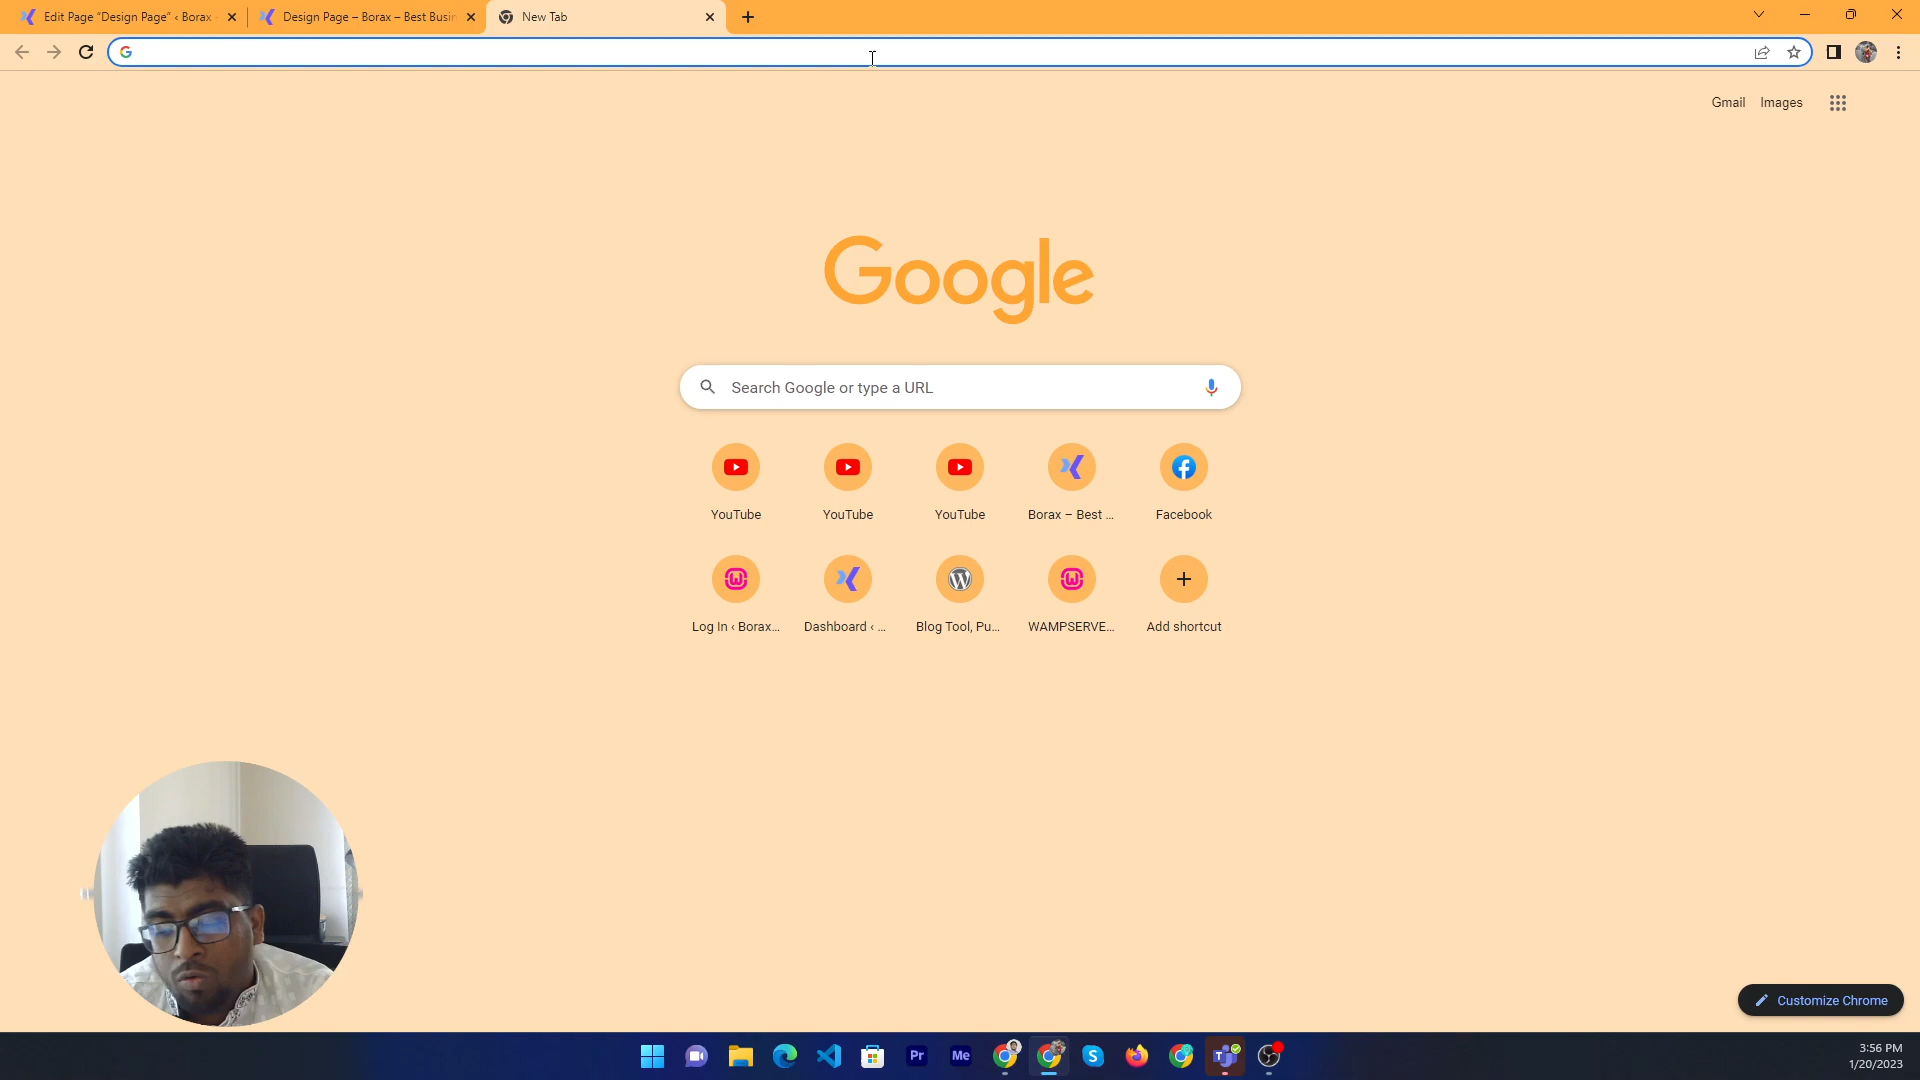 Edit Page “Design Page” ‹ Borax
Design Page – Borax – Best Busin
New Tab
Gmail
Images
Google
Search Google or type a URL
YouTube
YouTube
YouTube
Borax – Best ...
Facebook
Log In ‹ Borax...
Dashboard ‹ ...
Blog Tool, Pu...
WAMPSERVE...
Add shortcut
Customize Chrome
Pr
Me
3:56 PM
1/20/2023